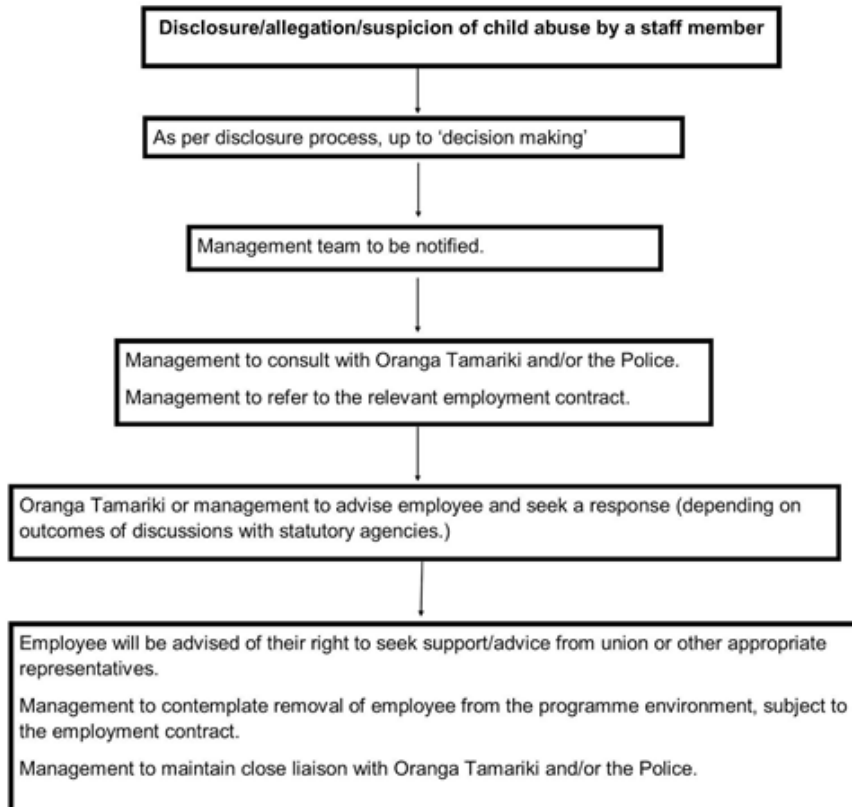 Disclosure/allegation/suspicion of child abuse by a staff member
As per disclosure process, up to ‘decision making’
Management team to be notified.
Management to consult with Oranga Tamariki and/or the Police.
Management to refer to the relevant employment contract.
Oranga Tamariki or management to advise employee and seek a response (depending on
outcomes of discussions with statutory agencies.)
Employee will be advised of their right to seek support/advice from union or other appropriate
representatives.
Management to contemplate removal of employee from the programme environment, subject to
the employment contract.
Management to maintain close liaison with Oranga Tamariki and/or the Police.